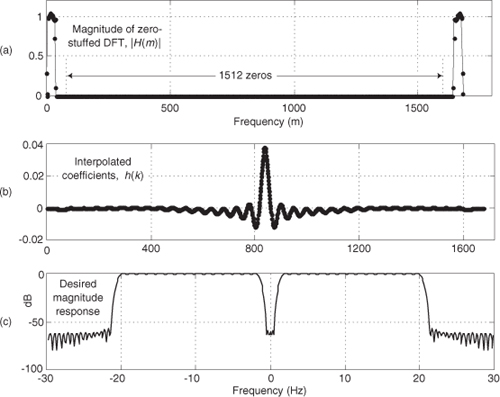 (a)
1
0.5
0
Magnitude of zero-
stuffed DFT, |H(m)|
1512 zeros
0 500 1000 1500
Frequency (m)
(b)
0.04
0.02
0
-0.02
Interpolated
coefficients, h(k)
0 400 800 1200 1600
(c)
dB
0
-50
-100
Desired
magnitude
response
-30 -20 -10 0 10 20 30
Frequency (Hz)